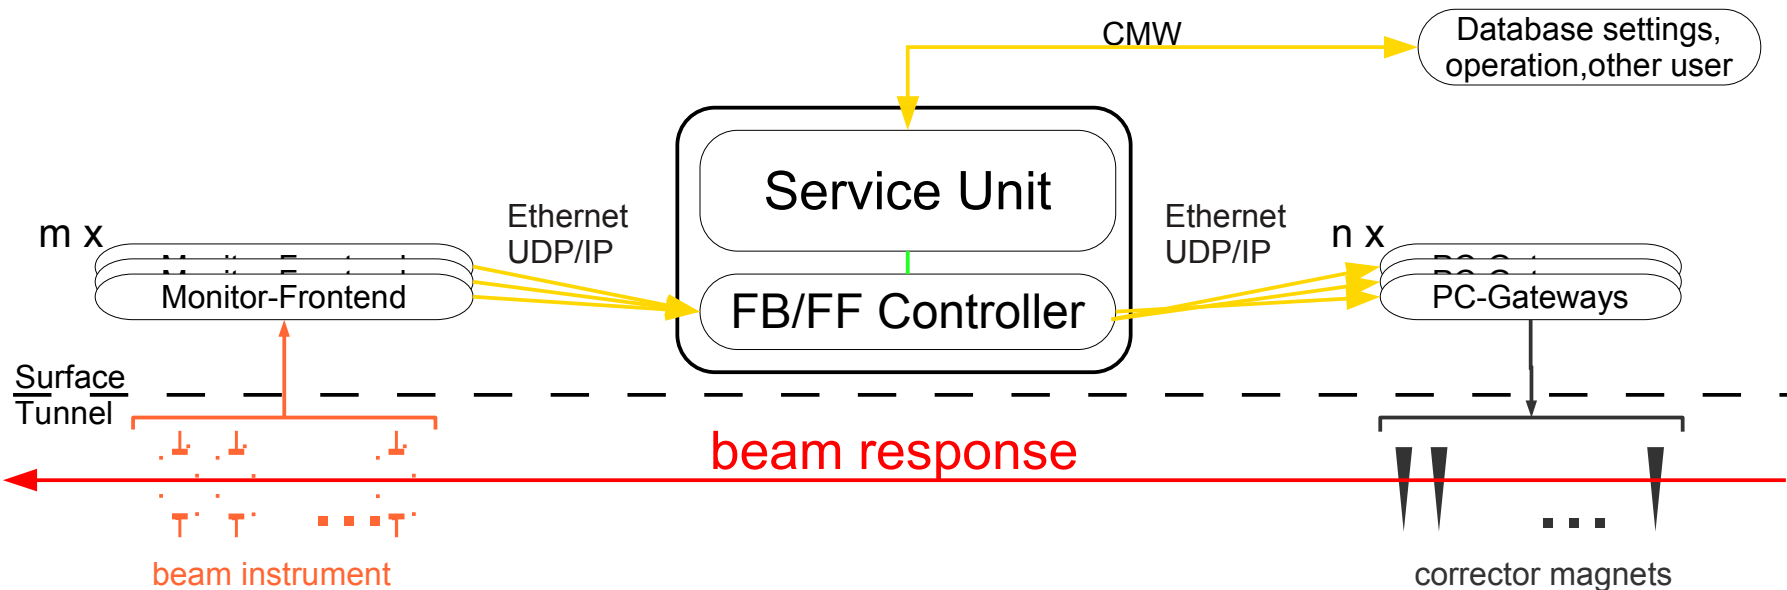 CMW
Database settings,
operation,other user
Service Unit
Ethernet
UDP/IP
Ethernet
UDP/IP
m x
n x
Monitor-Frontend
FB/FF Controller
PC-Gateways
Surface
Tunnel
beam response
beam instrument
corrector magnets